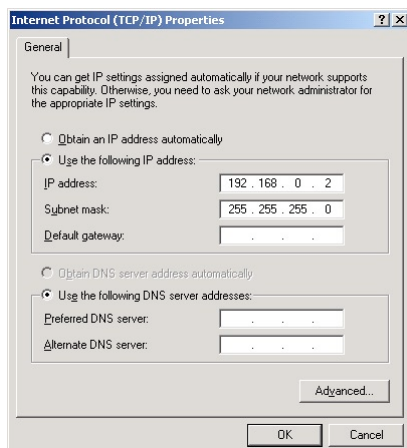 Internet Protocol (TCP/IP) Properties
? X
General
You can get IP settings assigned automatically if your network supports
this capability. Otherwise, you need to ask your network administrator for
the appropriate IP settings.
Obtain an IP address automatically
Use the following IP address:
IP address: 192 . 168 . 0 . 2
Subnet mask: 255 . 255 . 255 . 0
Default gateway: . . .
Obtain DNS server address automatically
Use the following DNS server addresses:
Preferred DNS server: . . .
Alternate DNS server: . . .
Advanced...
OK Cancel